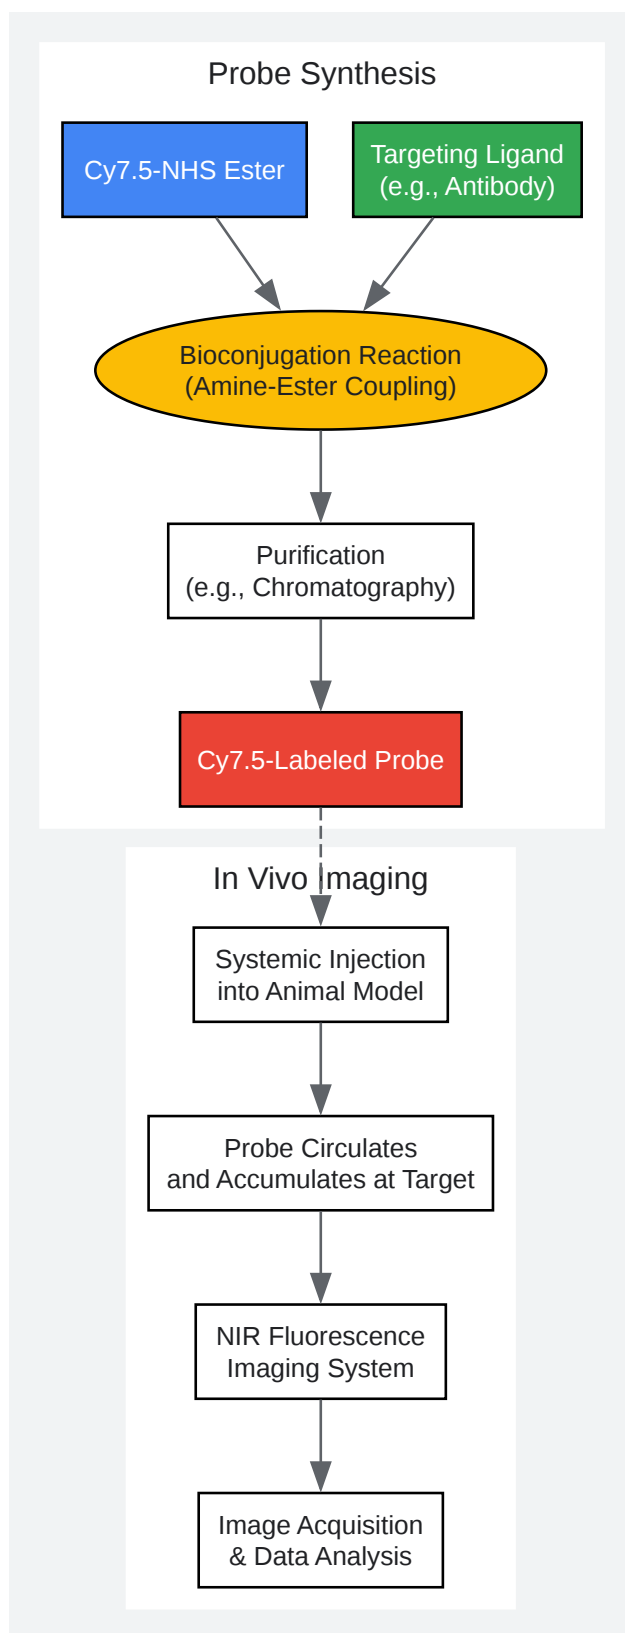 Probe Synthesis
Cy7.5-NHS Ester
Targeting Ligand
(e.g., Antibody)
Bioconjugation Reaction
(Amine-Ester Coupling)
Purification
(e.g., Chromatography)
Cy7.5-Labeled Probe
In Vivo Imaging
Systemic Injection
into Animal Model
Probe Circulates
and Accumulates at Target
NIR Fluorescence
Imaging System
Image Acquisition
& Data Analysis